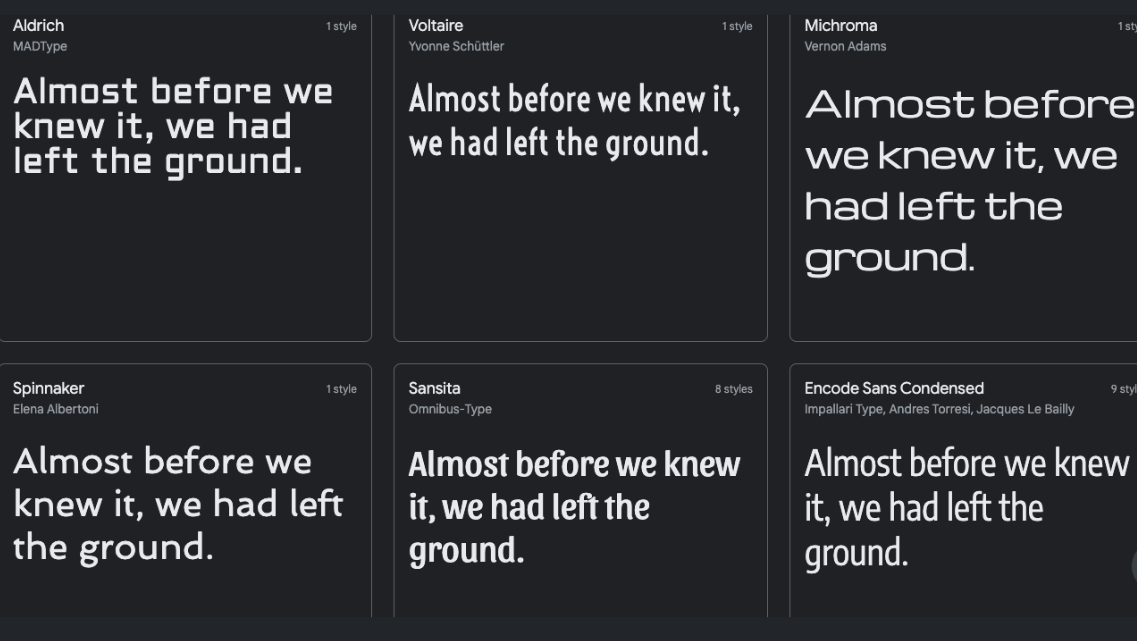 Aldrich
1 style
MADType
Almost before we
knew it, we had
left the ground.
Voltaire
1 style
Yvonne Schüttler
Almost before we knew it,
we had left the ground.
Michroma
1 sty
Vernon Adams
Almost before
we knew it, we
had left the
ground.
Spinnaker
1 style
Elena Albertoni
Almost before we
knew it, we had left
the ground.
Sansita
8 styles
Omnibus-Type
Almost before we knew
it, we had left the
ground.
Encode Sans Condensed
9 styl
Impallari Type, Andres Torresi, Jacques Le Bailly
Almost before we knew
it, we had left the
ground.